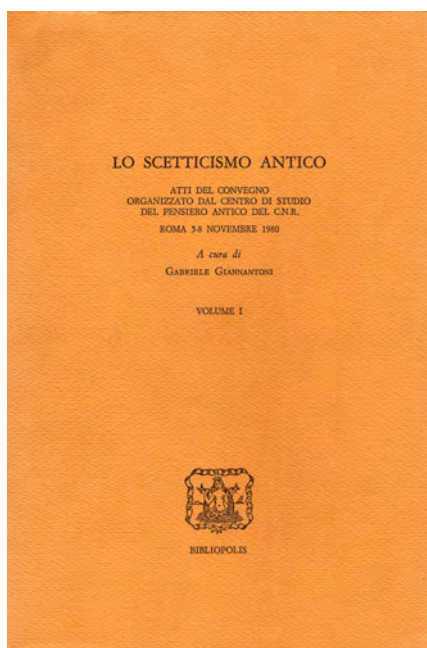 LO SCETTICISMO ANTICO
ATTI DEL CONVEGNO
ORGANIZZATO DAL CENTRO DI STUDIO
DEL PENSIERO ANTICO DEL C.N.R.
ROMA 5-8 NOVEMBRE 1980
A cura di
GABRIELE GIANNANTONI
VOLUME I
BIBLIOPOLIS